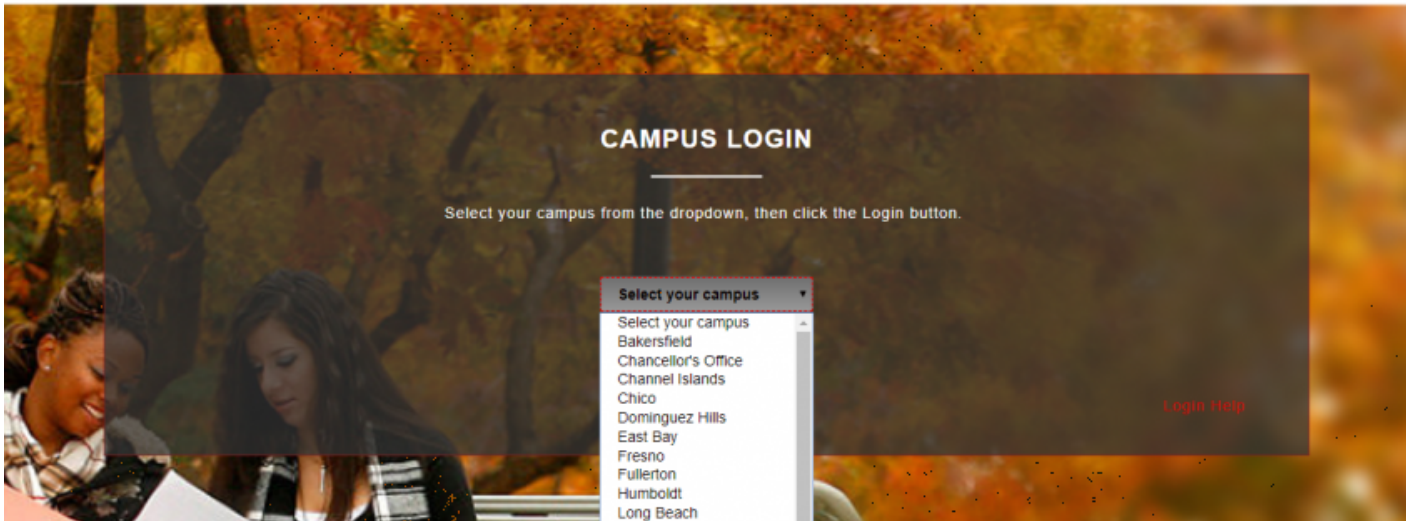 CAMPUS LOGIN
Select your campus from the dropdown, then click the Login button.
Select your campus
Select your campus
Bakersfield
Chancellor's Office
Channel Islands
Chico
Dominguez Hills
East Bay
Fresno
Fullerton
Humboldt
Long Beach
Login Help